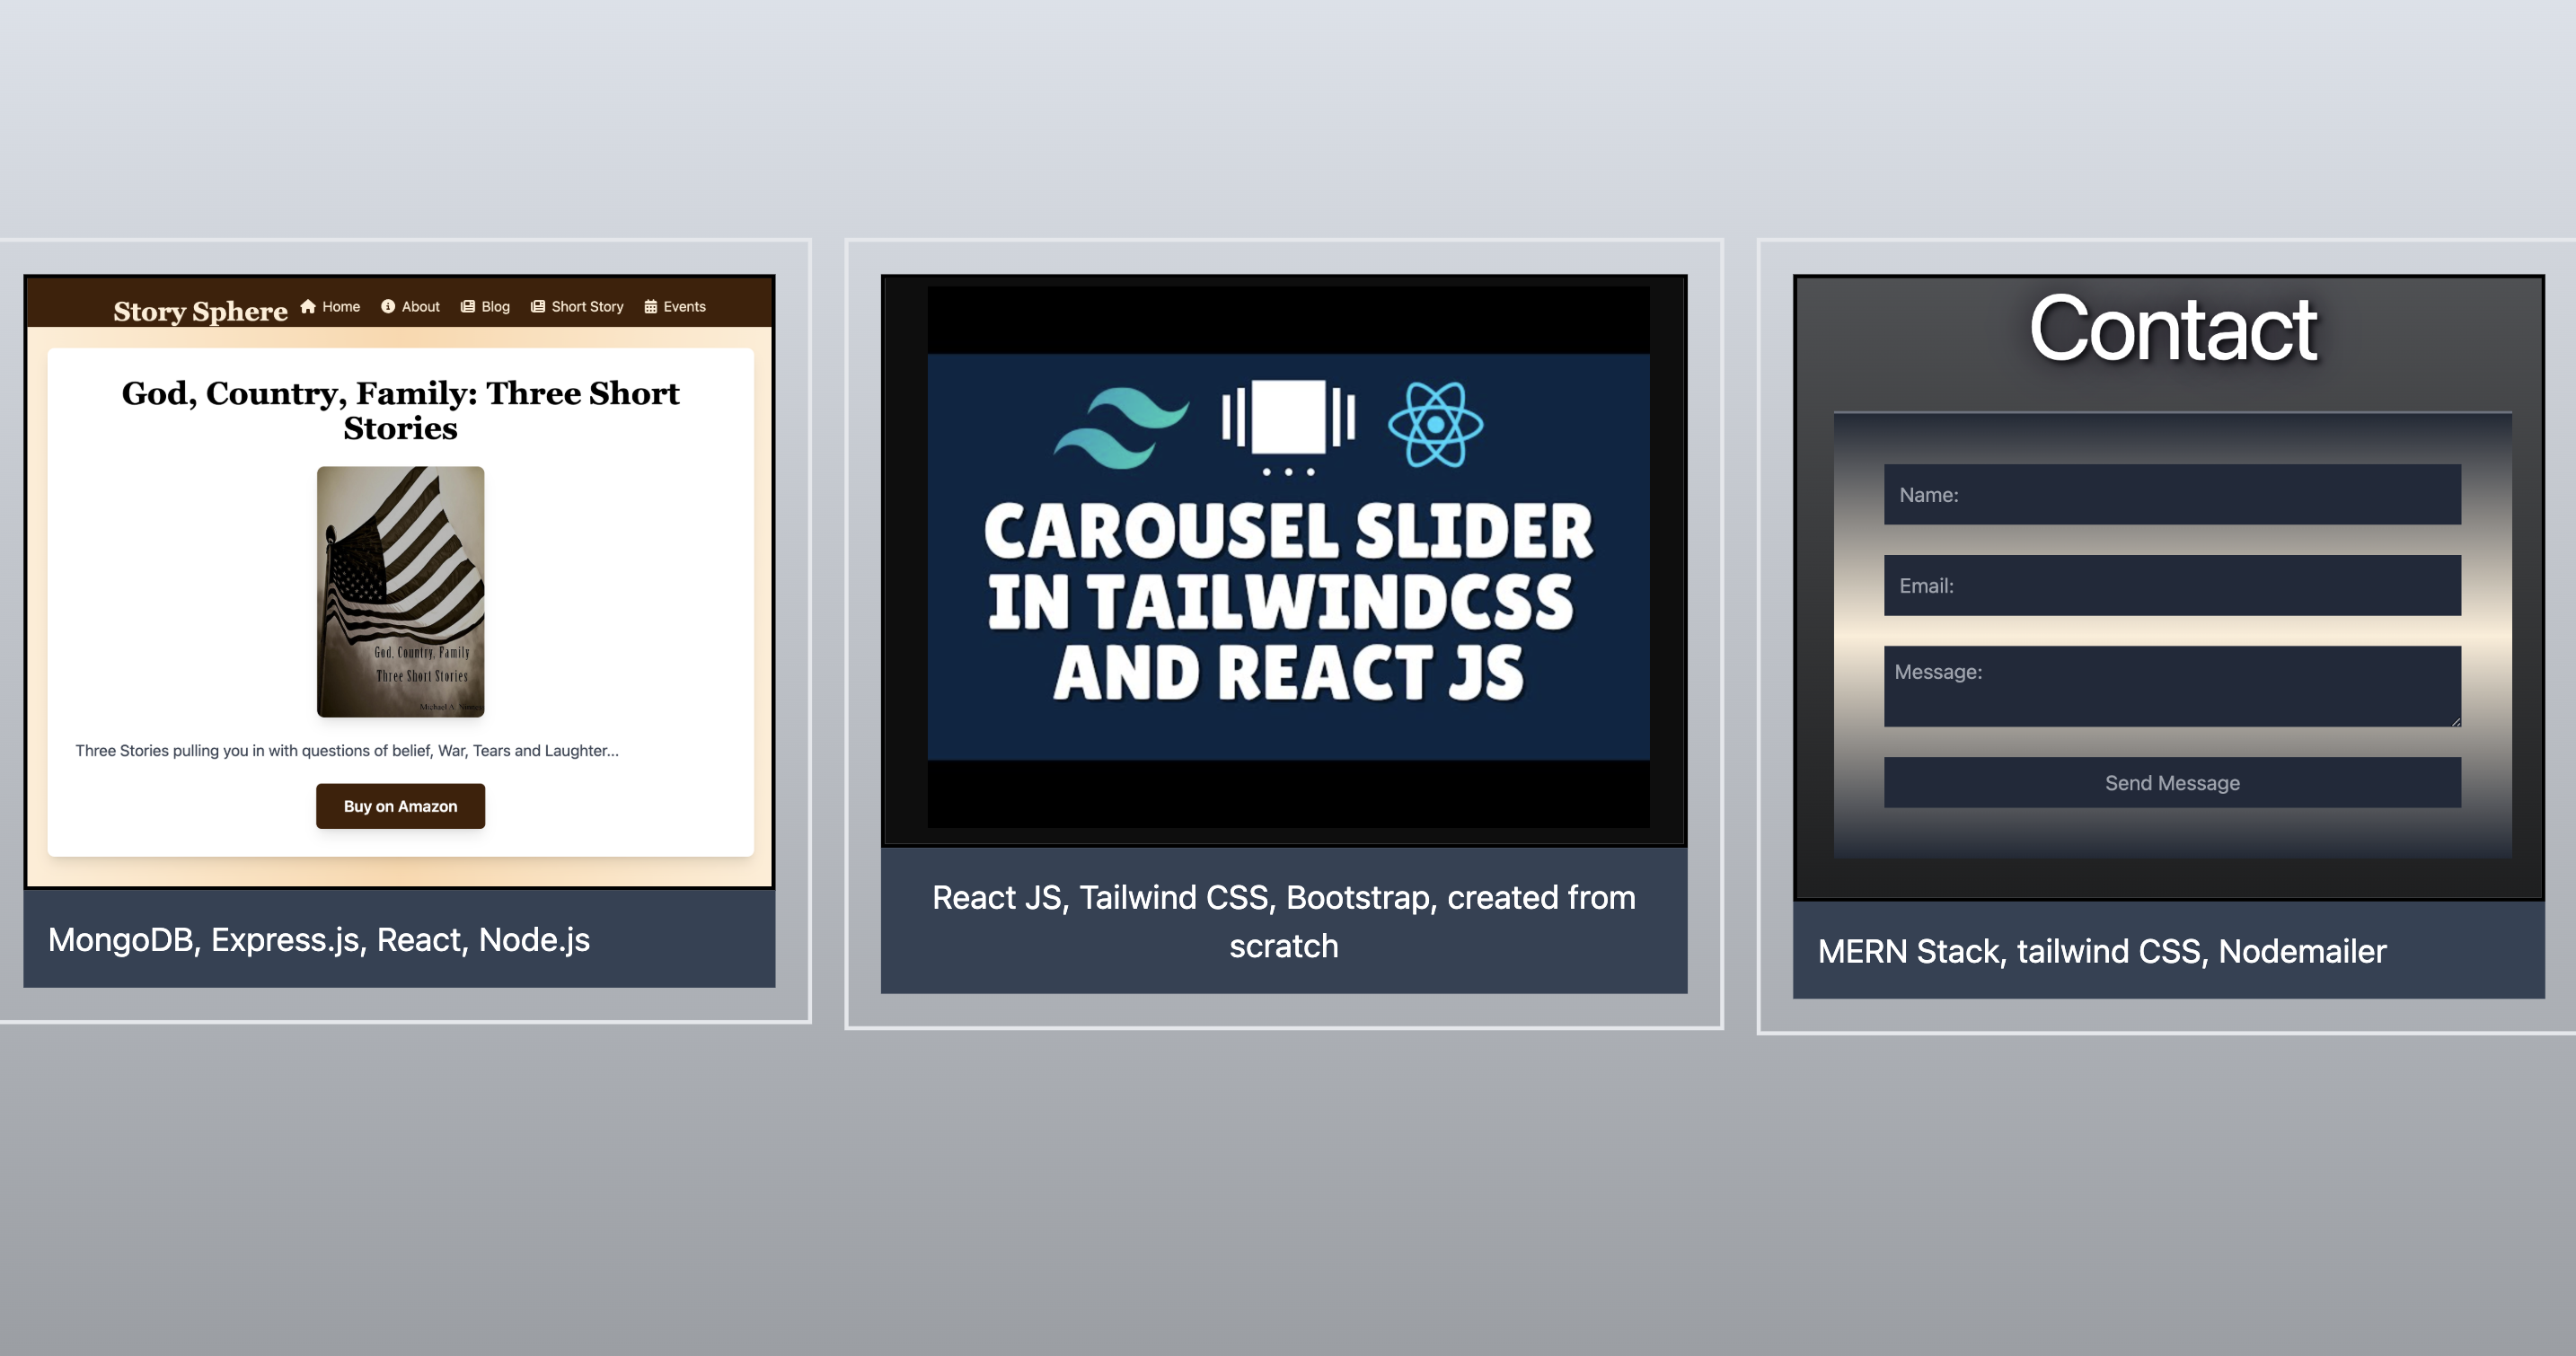 Story Sphere Home About Blog Short Story Events
God, Country, Family: Three Short
Stories
God, Country, Family
Three Short Stories
Michael A.
Three Stories pulling you in with questions of belief, War, Tears and Laughter...
Buy on Amazon
MongoDB, Express.js, React, Node.js
CAROUSEL SLIDER
IN TAILWINDCSS
AND REACT JS
React JS, Tailwind CSS, Bootstrap, created from
scratch
Contact
Name:
Email:
Message:
Send Message
MERN Stack, tailwind CSS, Nodemailer